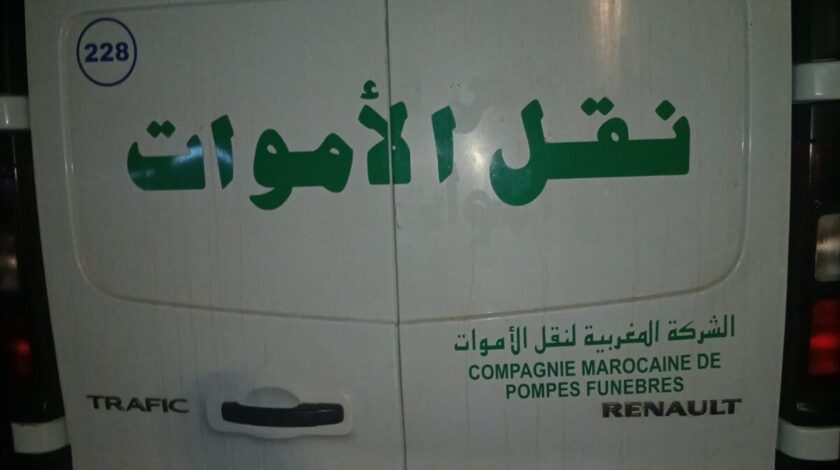 228
نقل الأموات
الشركة المغربية لنقل الأموات
COMPAGNIE MAROCAINE DE
POMPES FUNEBRES
TRAFIC
RENAULT